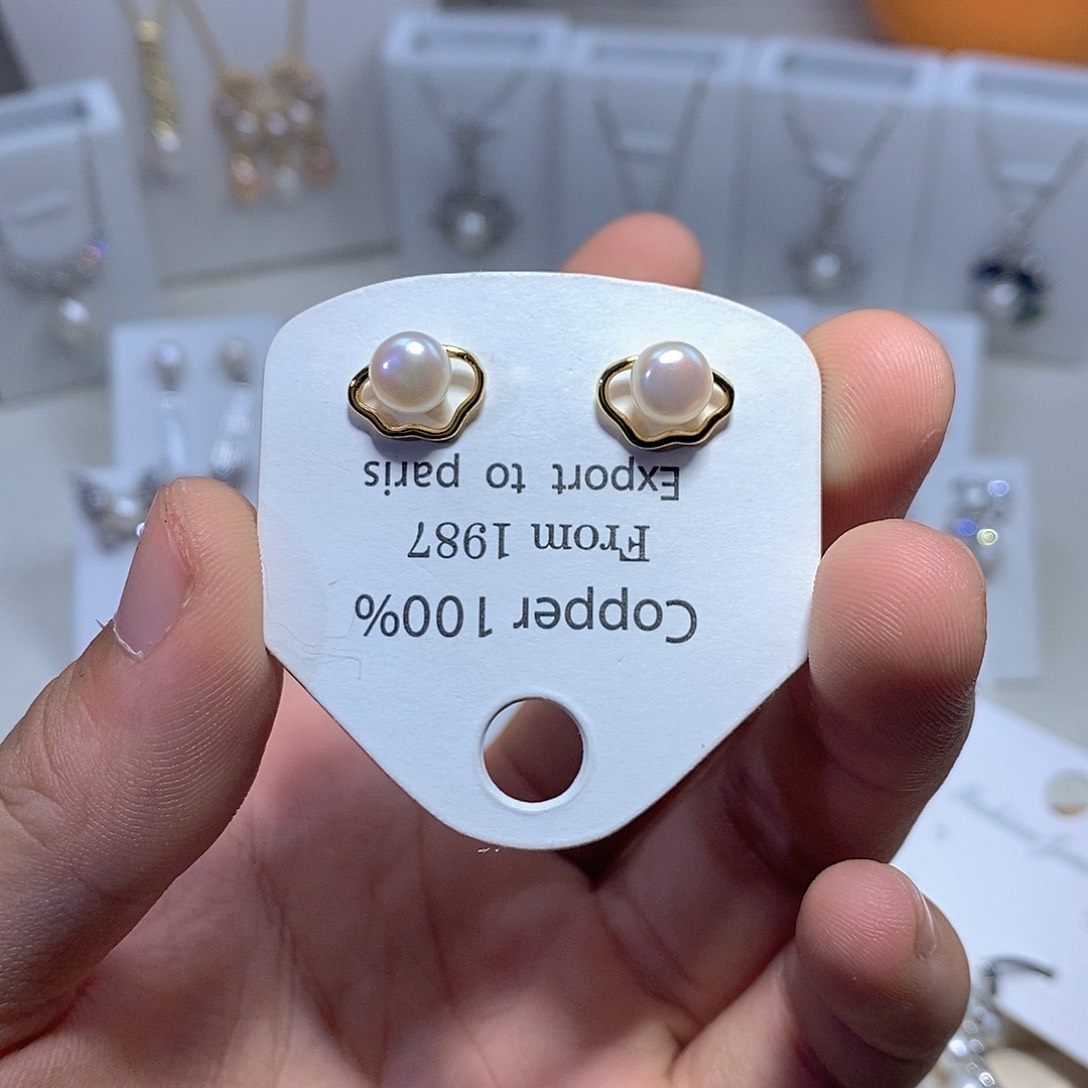 Copper 100%
From 1987
Export to paris